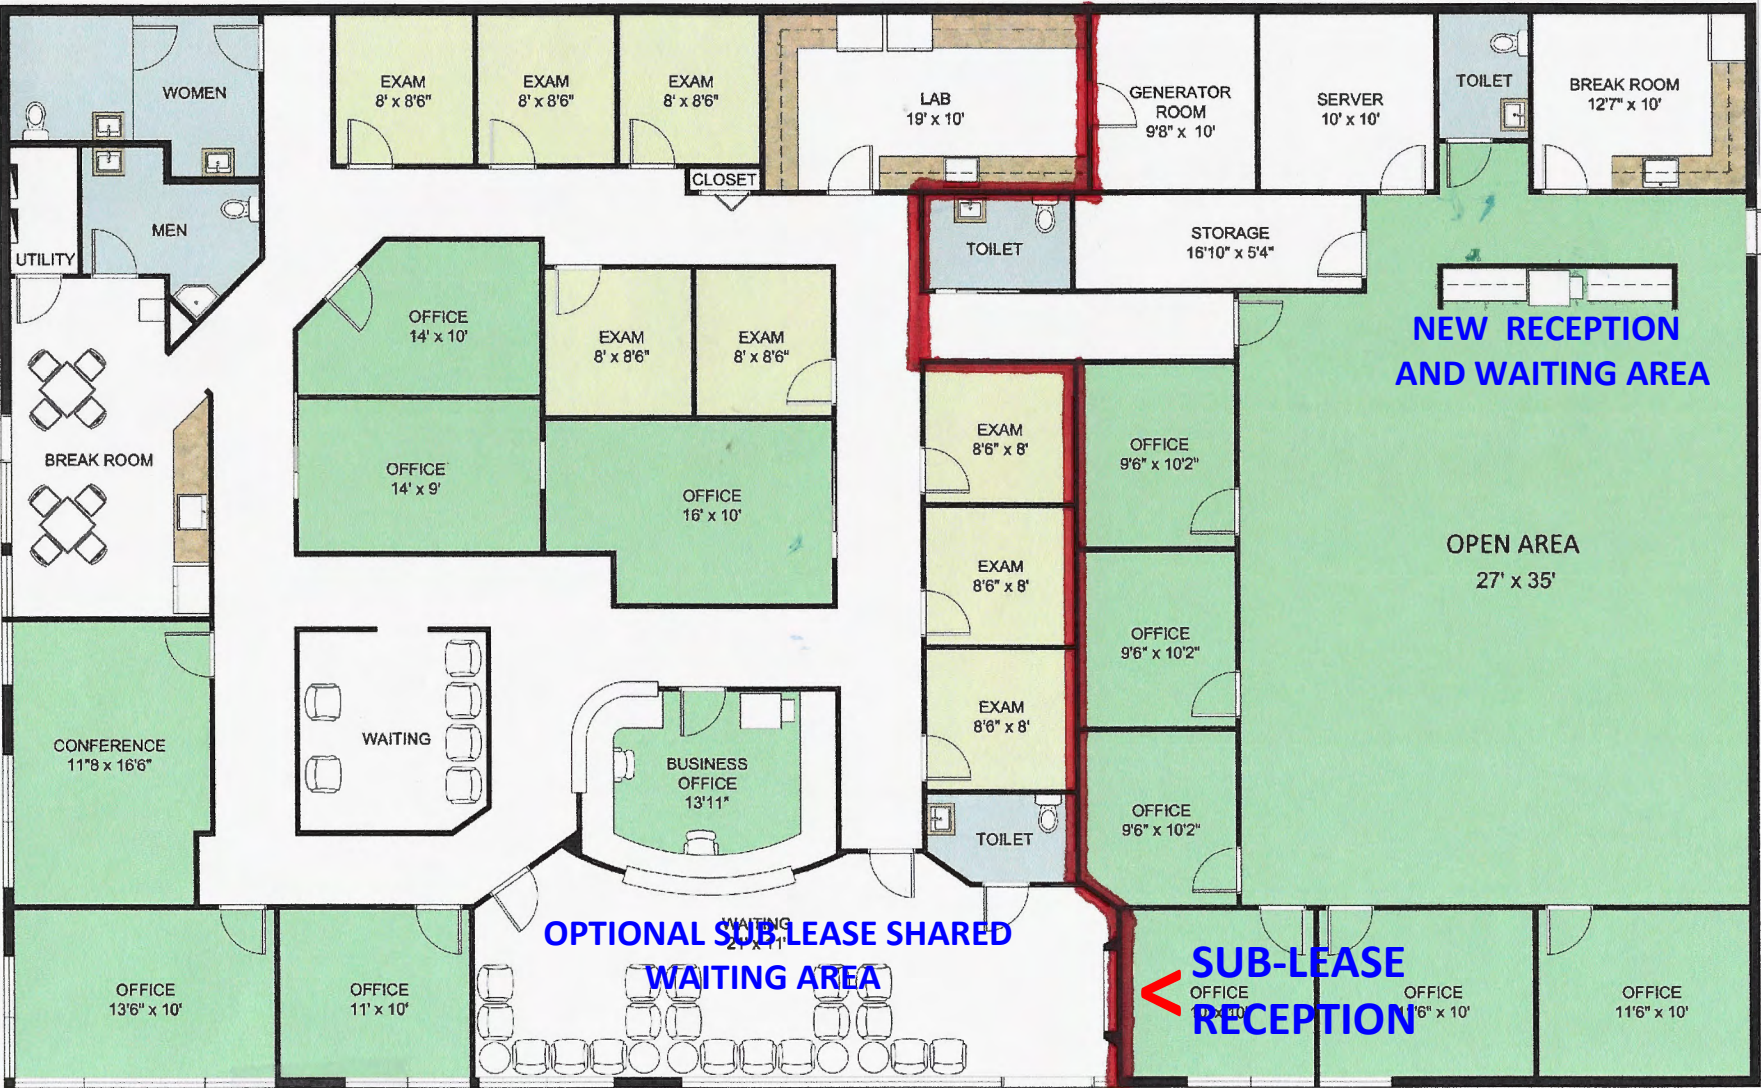 WOMEN
EXAM
8' x 8'6"
EXAM
8' x 8'6"
EXAM
8' x 8'6"
LAB
19' x 10'
GENERATOR
ROOM
9'8" x 10'
SERVER
10' x 10'
TOILET
BREAK ROOM
12'7" x 10'
CLOSET
MEN
UTILITY
TOILET
STORAGE
16'10" x 5'4"
OFFICE
14' x 10'
EXAM
8' x 8'6"
EXAM
8' x 8'6"
NEW RECEPTION
AND WAITING AREA
BREAK ROOM
OFFICE
14' x 9'
OFFICE
16' x 10'
EXAM
8'6" x 8'
OFFICE
9'6" x 10'2"
OPEN AREA
27' x 35'
EXAM
8'6" x 8'
OFFICE
9'6" x 10'2"
CONFERENCE
11"8 x 16'6"
WAITING
BUSINESS
OFFICE
13'11"
EXAM
8'6" x 8'
TOILET
OFFICE
9'6" x 10'2"
WAITING
21' x 11'
OPTIONAL SUB LEASE SHARED
WAITING AREA
OFFICE
13'6" x 10'
OFFICE
11' x 10'
< SUB-LEASE
RECEPTION
OFFICE
OFFICE
x 10'
OFFICE
11'6" x 10'